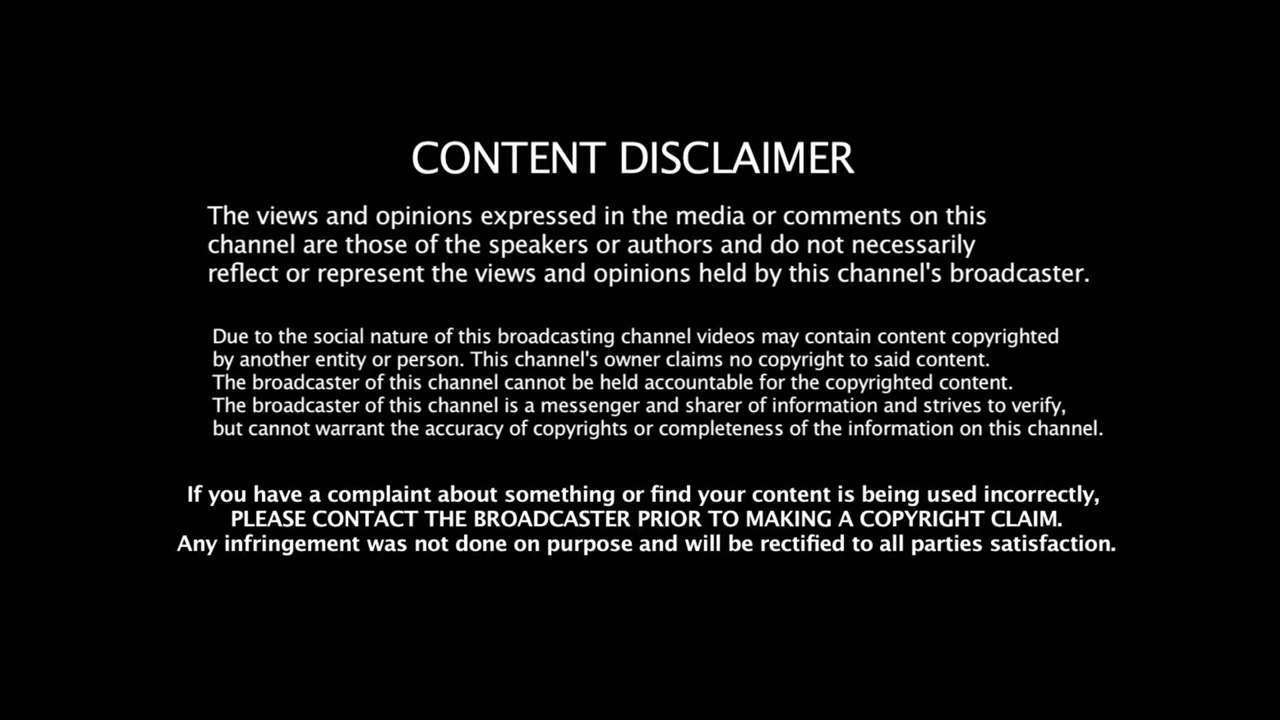 CONTENT DISCLAIMER
The views and opinions expressed in the media or comments on this
channel are those of the speakers or authors and do not necessarily
reflect or represent the views and opinions held by this channel's broadcaster.
Due to the social nature of this broadcasting channel videos may contain content copyrighted
by another entity or person. This channel's owner claims no copyright to said content.
The broadcaster of this channel cannot be held accountable for the copyrighted content.
The broadcaster of this channel is a messenger and sharer of information and strives to verify,
but cannot warrant the accuracy of copyrights or completeness of the information on this channel.
If you have a complaint about something or find your content is being used incorrectly,
PLEASE CONTACT THE BROADCASTER PRIOR TO MAKING A COPYRIGHT CLAIM.
Any infringement was not done on purpose and will be rectified to all parties satisfaction.